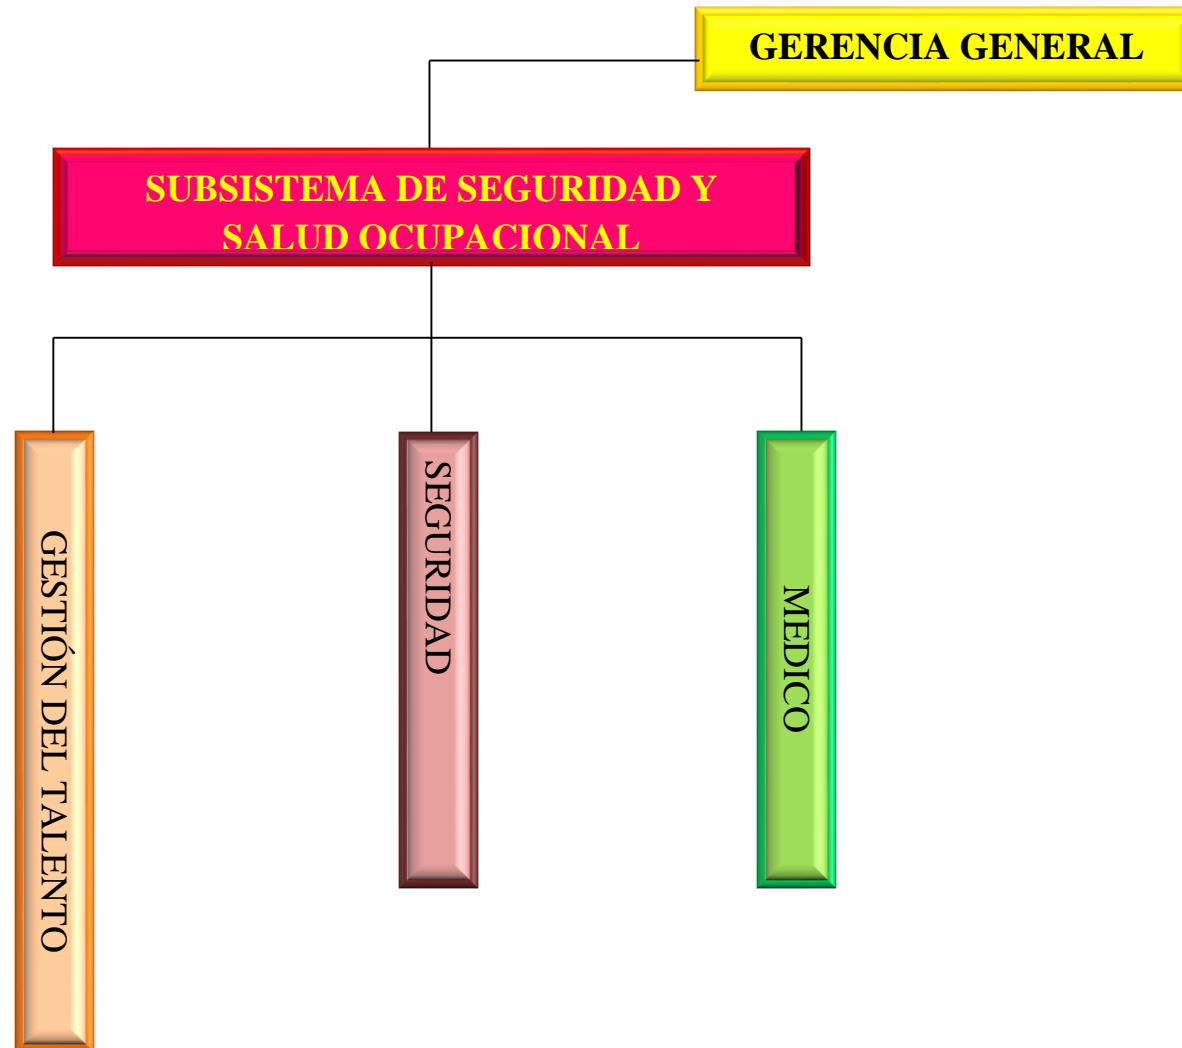 GERENCIA GENERAL
SUBSISTEMA DE SEGURIDAD Y
SALUD OCUPACIONAL
GESTIÓN DEL TALENTO
SEGURIDAD
MEDICO